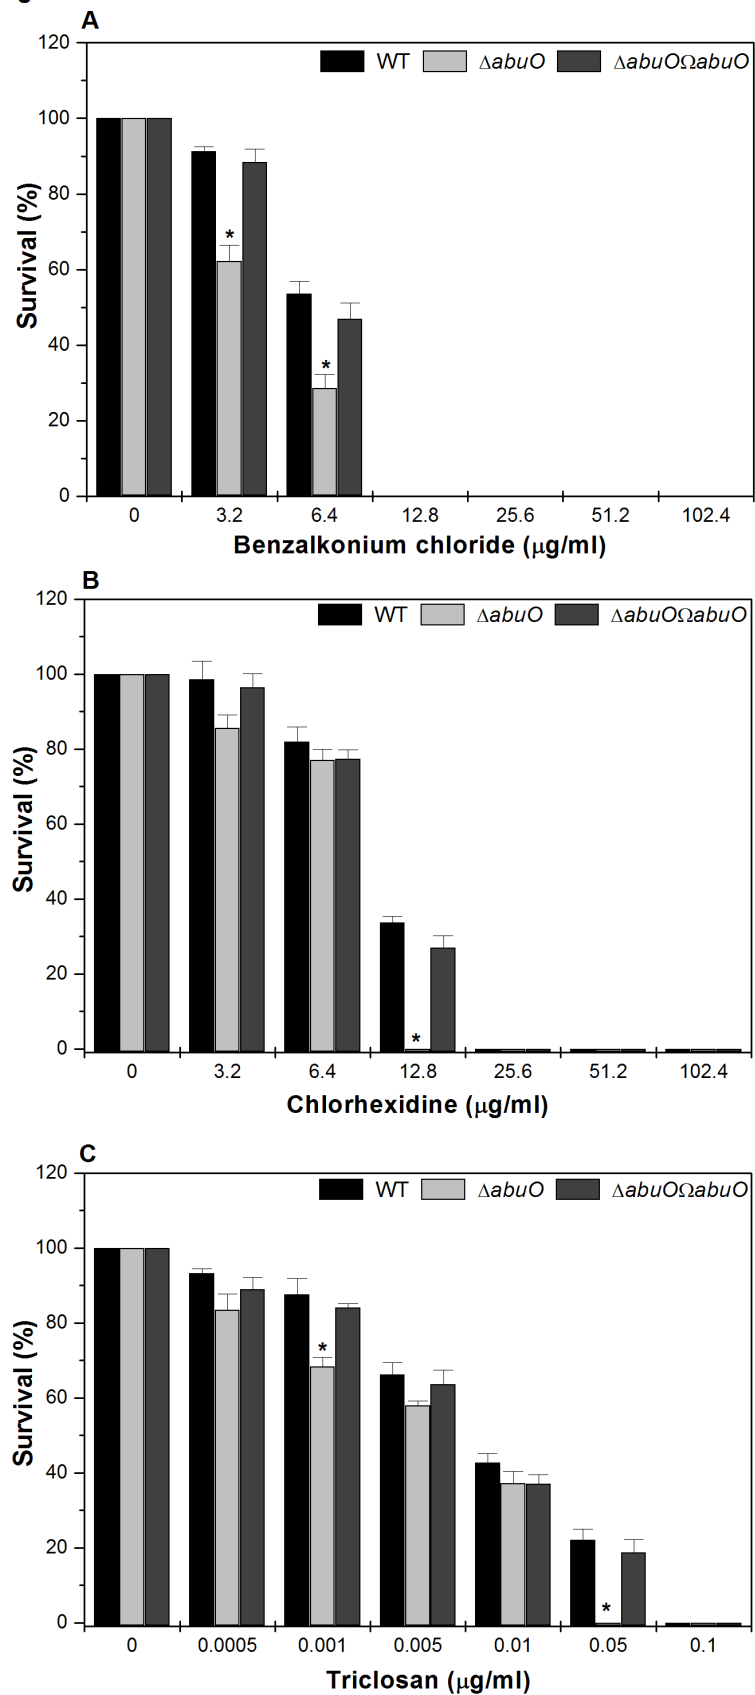 A
120
WT ΔabuO ΔabuOΩabuO
100
80
60
40
20
0
Survival (%)
*
*
0 3.2 6.4 12.8 25.6 51.2 102.4
Benzalkonium chloride (μg/ml)
B
120
WT ΔabuO ΔabuOΩabuO
100
80
60
40
20
0
Survival (%)
*
0 3.2 6.4 12.8 25.6 51.2 102.4
Chlorhexidine (μg/ml)
C
120
WT ΔabuO ΔabuOΩabuO
100
80
60
40
20
0
Survival (%)
*
*
0 0.0005 0.001 0.005 0.01 0.05 0.1
Triclosan (μg/ml)